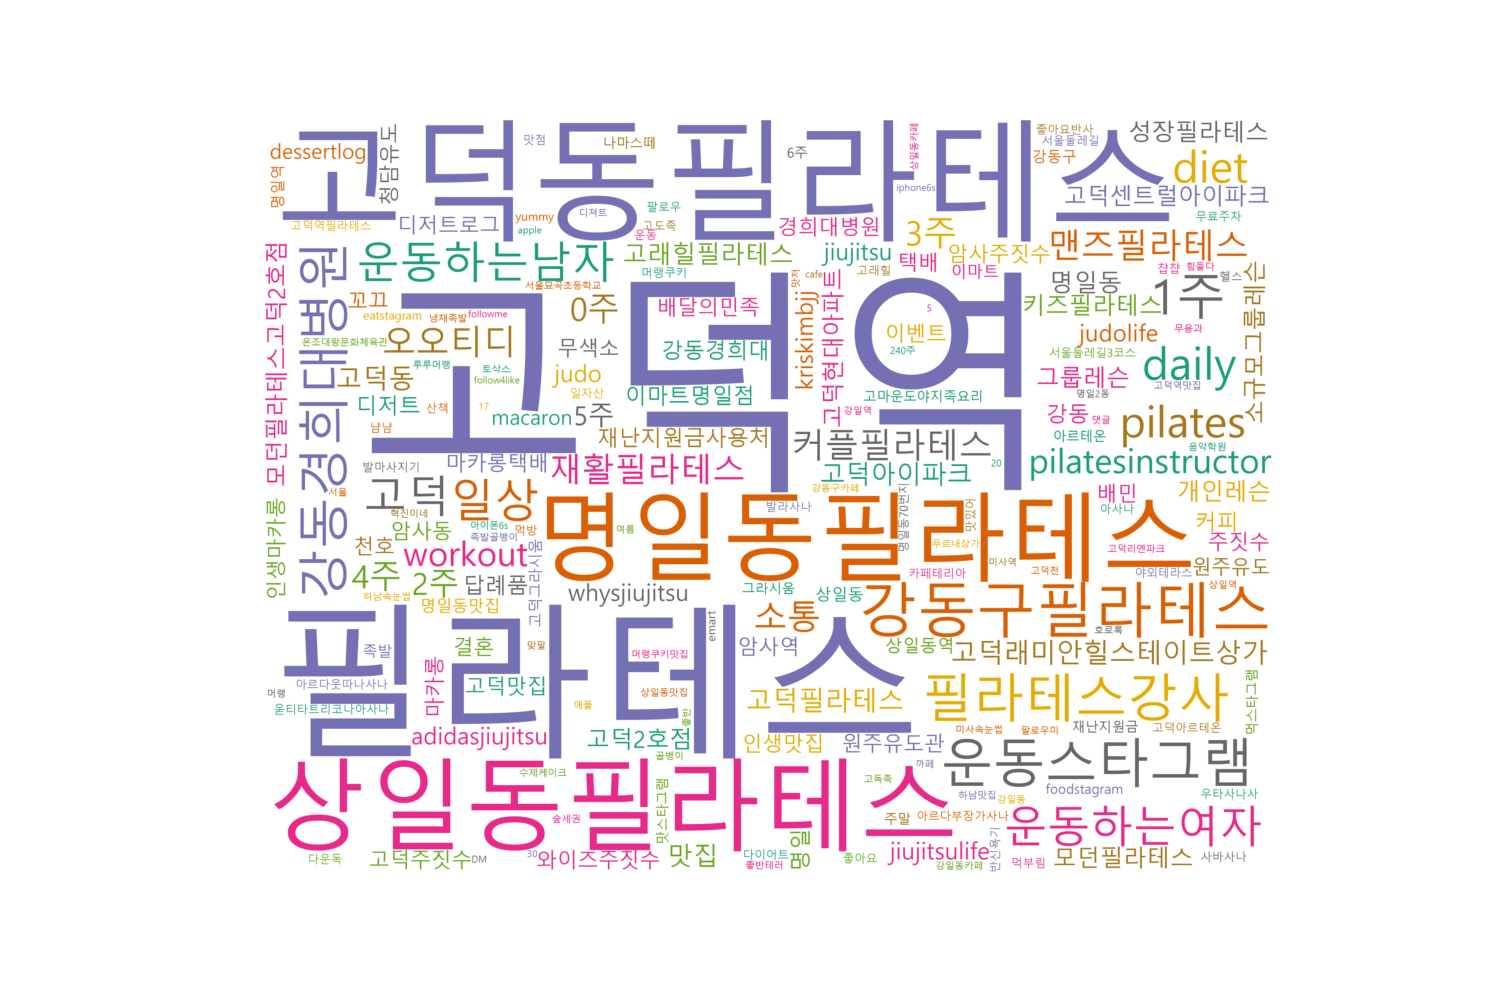 고덕동필라테스
dessertlog
청담유도
맛점
나마스떼
6주
상일동카페
좋아요반사
서울둘레길
강동구
성장필라테스
diet
명일역
고덕역필라테스
디저트로그
yummy
apple
디져트
팔로우
고도족
운동
경희대병원
iphone6s
3주
고덕센트럴아이파크
무료주차
모던필라테스고덕2호점
강동경희대병원
운동하는남자
고래힐필라테스
jiujitsu
택배
암사주짓수
이마트
맨즈필라테스
머랭쿠키
서울묘곡초등학교
맛저
cafe
고래힐
명일동
챱챱
힘들다
헬스
1주
소규모그룹레슨
꼬끄
eatstagram
냉채족발
followme
0주
배달의민족
kriskimbjj
고덕현대아파트
고덕역
이벤트
5
240주
키즈필라테스
judolife
무용과
온조대왕문화체육관
오오티디
무색소
강동경희대
서울둘레길3코스
daily
루루머랭
고덕동
토삭스
follow4like
judo
이마트명일점
일자산
고마운도야지족요리
그룹레슨
고덕역맛집
명일2동
디저트
산책
17
macaron
5주
강일역
강동
댓글
pilates
냠냠
재난지원금사용처
커플필라테스
아르테온
음악학원
발마사지기
마카롱택배
재활필라테스
고덕아이파크
20
pilatesinstructor
인생마카롱
서울
고덕
일상
강동구카페
발라사나
명일동70번지
맛있어
배민
개인레슨
혁진이네
암사동
아이폰6s
먹방
족발골뱅이
여름
명일동필라테스
아사나
커피
천호
workout
고덕그라시움
푸르내상가
고덕리엔파크
주짓수
4주
2주
답례품
카페테리아
미사역
고덕천
야외테라스
원주유도
하남속눈썹
명일동맛집
whysjiujitsu
그라시움
상일동
상일역
강동구필라테스
필라테스
emart
소통
호로록
족발
결혼
맞팔
머랭쿠키맛집
암사역
상일동역
고덕래미안힐스테이트상가
머랭
아르다웃따나사나
마카롱
고덕맛집
상일동맛집
고덕필라테스
필라테스강사
먹스타그램
웃티타트리코나아사나
애플
좋반
adidasjiujitsu
고덕2호점
골뱅이
인생맛집
원주유도관
미사속눈썹
팔로우미
재난지원금
고덕아르테온
까페
운동스타그램
상일동필라테스
수제케이크
숲세권
맛스타그램
고독족
하남맛집
강일동
foodstagram
우타사나사
주말
아르다부장가사나
운동하는여자
다운독
고덕주짓수
DM
30
와이즈주짓수
맛집
다이어트
좋반테러
명일
좋아요
jiujitsulife
강일동카페
반신욕기
먹부림
모던필라테스
사바사나